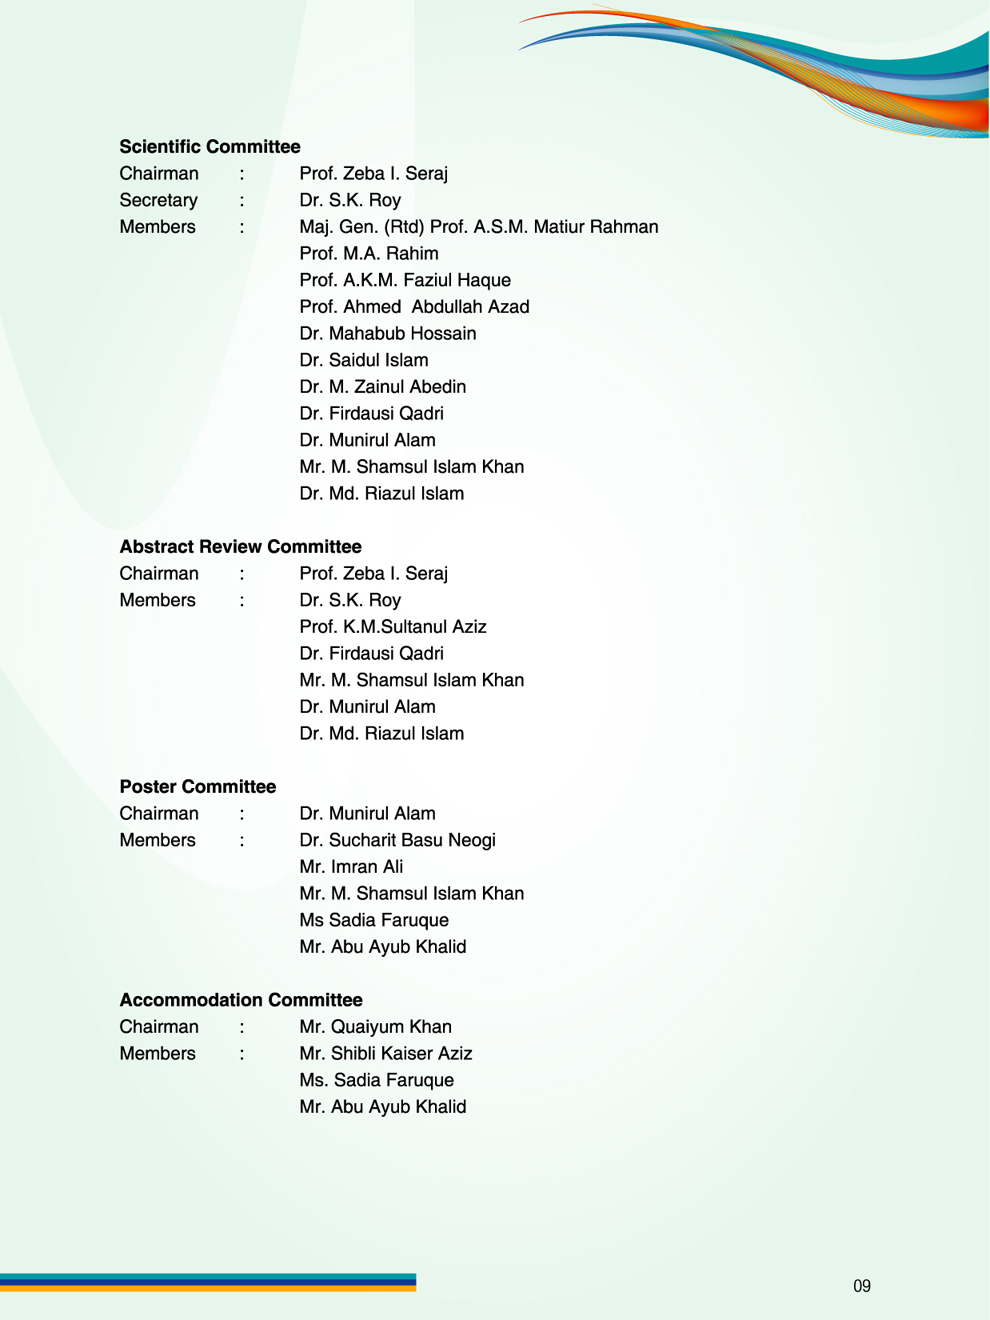 Scientific Committee
Chairman : Prof. Zeba I. Seraj
Secretary : Dr. S.K. Roy
Members : Maj. Gen. (Rtd) Prof. A.S.M. Matiur Rahman
Prof. M.A. Rahim
Prof. A.K.M. Faziul Haque
Prof. Ahmed Abdullah Azad
Dr. Mahabub Hossain
Dr. Saidul Islam
Dr. M. Zainul Abedin
Dr. Firdausi Qadri
Dr. Munirul Alam
Mr. M. Shamsul Islam Khan
Dr. Md. Riazul Islam
Abstract Review Committee
Chairman : Prof. Zeba I. Seraj
Members : Dr. S.K. Roy
Prof. K.M.Sultanul Aziz
Dr. Firdausi Qadri
Mr. M. Shamsul Islam Khan
Dr. Munirul Alam
Dr. Md. Riazul Islam
Poster Committee
Chairman : Dr. Munirul Alam
Members : Dr. Sucharit Basu Neogi
Mr. Imran Ali
Mr. M. Shamsul Islam Khan
Ms Sadia Faruque
Mr. Abu Ayub Khalid
Accommodation Committee
Chairman : Mr. Quaiyum Khan
Members : Mr. Shibli Kaiser Aziz
Ms. Sadia Faruque
Mr. Abu Ayub Khalid
09